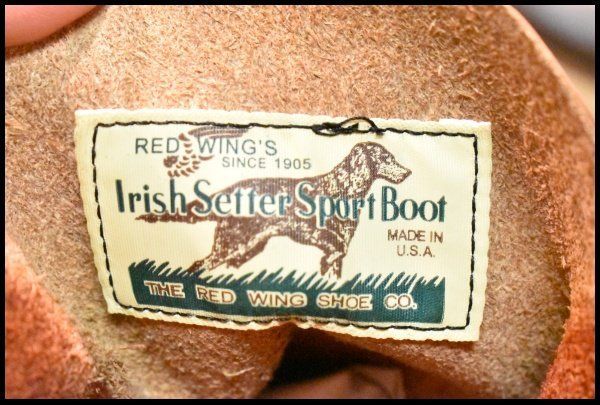 RED WING'S
SINCE 1905
Irish Setter Sport Boot
MADE IN
U.S.A.
THE RED WING SHOE CO.